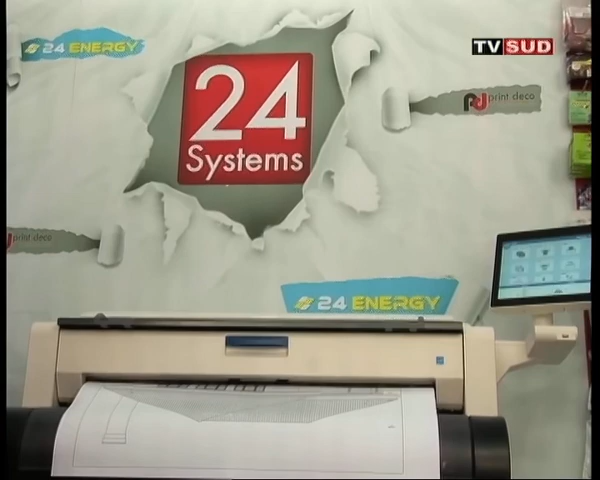 24 ENERGY
TV SUD
24
Systems
print deco
print deco
24 ENERGY